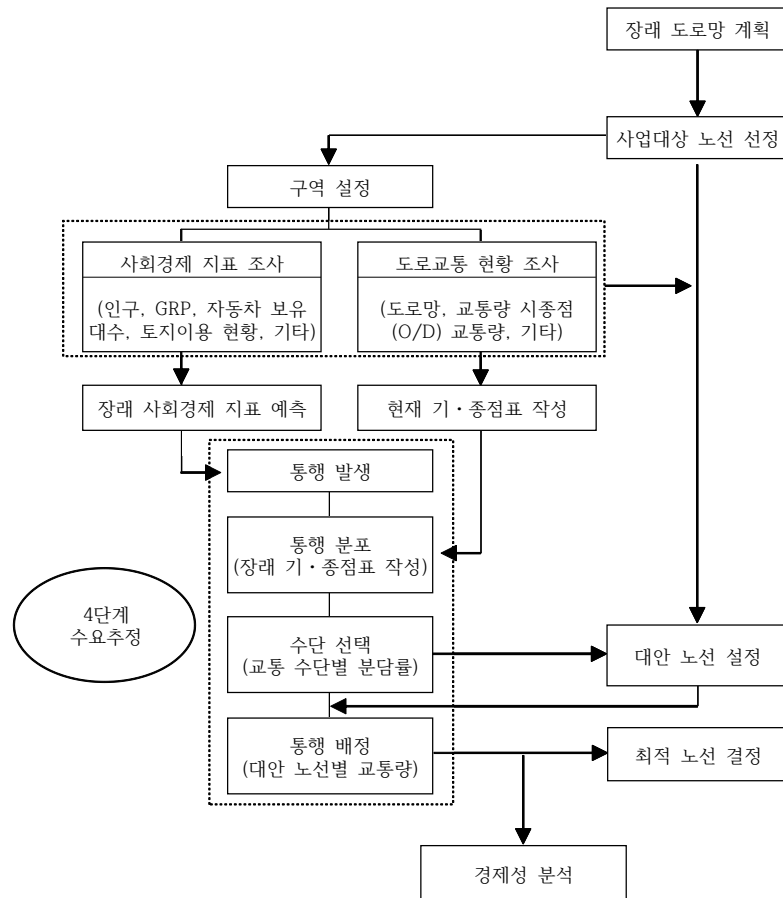 장래 도로망 계획
사업대상 노선 선정
구역 설정
사회경제 지표 조사
(인구, GRP, 자동차 보유
대수, 토지이용 현황, 기타)
도로교통 현황 조사
(도로망, 교통량 시종점
(O/D) 교통량, 기타)
장래 사회경제 지표 예측
현재 기・종점표 작성
통행 발생
통행 분포
(장래 기・종점표 작성)
4단계
수요추정
수단 선택
(교통 수단별 분담률)
대안 노선 설정
통행 배정
(대안 노선별 교통량)
최적 노선 결정
경제성 분석